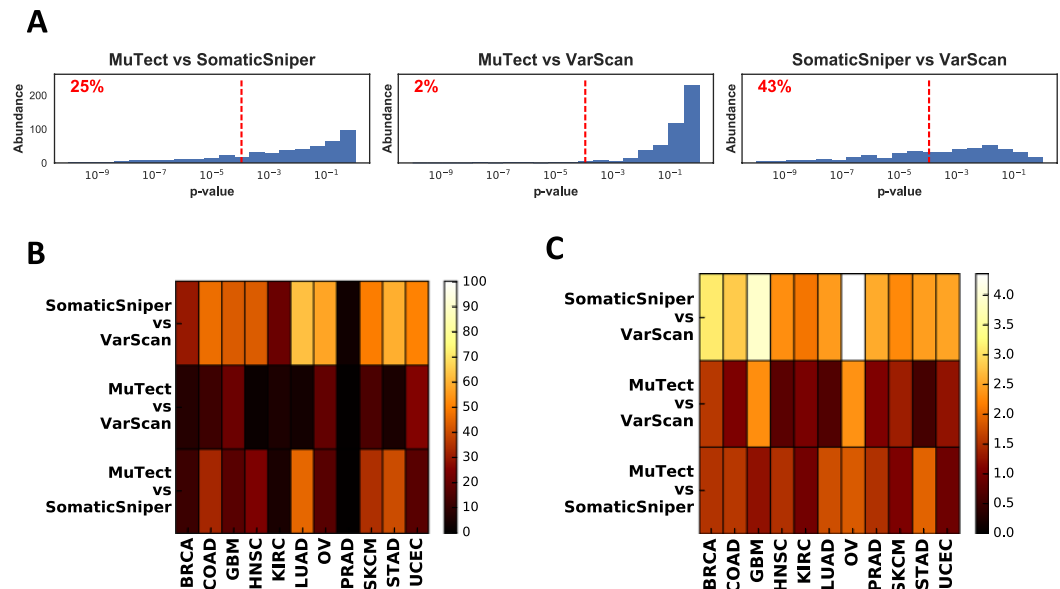 A
MuTect vs SomaticSniper
MuTect vs VarScan
SomaticSniper vs VarScan
25%
2%
43%
Abundance
200
100
0
10⁻⁹ 10⁻⁷ 10⁻⁵ 10⁻³ 10⁻¹
p-value
Abundance
10⁻⁹ 10⁻⁷ 10⁻⁵ 10⁻³ 10⁻¹
p-value
Abundance
10⁻⁹ 10⁻⁷ 10⁻⁵ 10⁻³ 10⁻¹
p-value
B
SomaticSniper
vs
VarScan
MuTect
vs
VarScan
MuTect
vs
SomaticSniper
BRCA
COAD
GBM
HNSC
KIRC
LUAD
OV
PRAD
SKCM
STAD
UCEC
100
90
80
70
60
50
40
30
20
10
0
C
SomaticSniper
vs
VarScan
MuTect
vs
VarScan
MuTect
vs
SomaticSniper
BRCA
COAD
GBM
HNSC
KIRC
LUAD
OV
PRAD
SKCM
STAD
UCEC
4.0
3.5
3.0
2.5
2.0
1.5
1.0
0.5
0.0